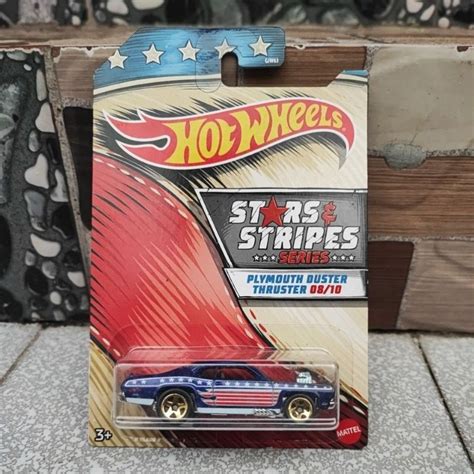 HOT WHEELS
STARS &
STRIPES
SERIES
PLYMOUTH DUSTER
THRUSTER 08/10
3+
MATTEL